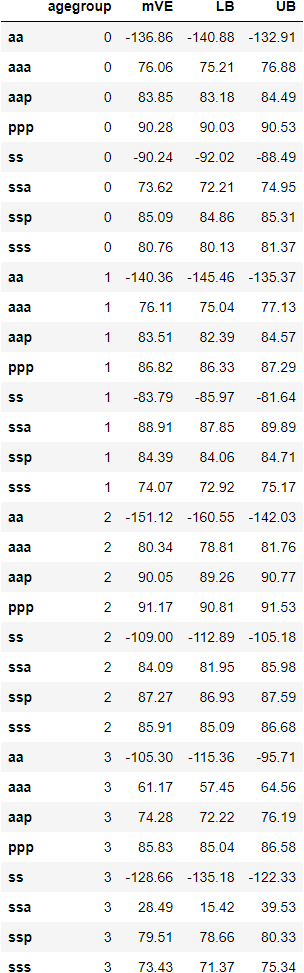 agegroup mVE LB UB
aa 0 -136.86 -140.88 -132.91
aaa 0 76.06 75.21 76.88
aap 0 83.85 83.18 84.49
ppp 0 90.28 90.03 90.53
ss 0 -90.24 -92.02 -88.49
ssa 0 73.62 72.21 74.95
ssp 0 85.09 84.86 85.31
sss 0 80.76 80.13 81.37
aa 1 -140.36 -145.46 -135.37
aaa 1 76.11 75.04 77.13
aap 1 83.51 82.39 84.57
ppp 1 86.82 86.33 87.29
ss 1 -83.79 -85.97 -81.64
ssa 1 88.91 87.85 89.89
ssp 1 84.39 84.06 84.71
sss 1 74.07 72.92 75.17
aa 2 -151.12 -160.55 -142.03
aaa 2 80.34 78.81 81.76
aap 2 90.05 89.26 90.77
ppp 2 91.17 90.81 91.53
ss 2 -109.00 -112.89 -105.18
ssa 2 84.09 81.95 85.98
ssp 2 87.27 86.93 87.59
sss 2 85.91 85.09 86.68
aa 3 -105.30 -115.36 -95.71
aaa 3 61.17 57.45 64.56
aap 3 74.28 72.22 76.19
ppp 3 85.83 85.04 86.58
ss 3 -128.66 -135.18 -122.33
ssa 3 28.49 15.42 39.53
ssp 3 79.51 78.66 80.33
sss 3 73.43 71.37 75.34